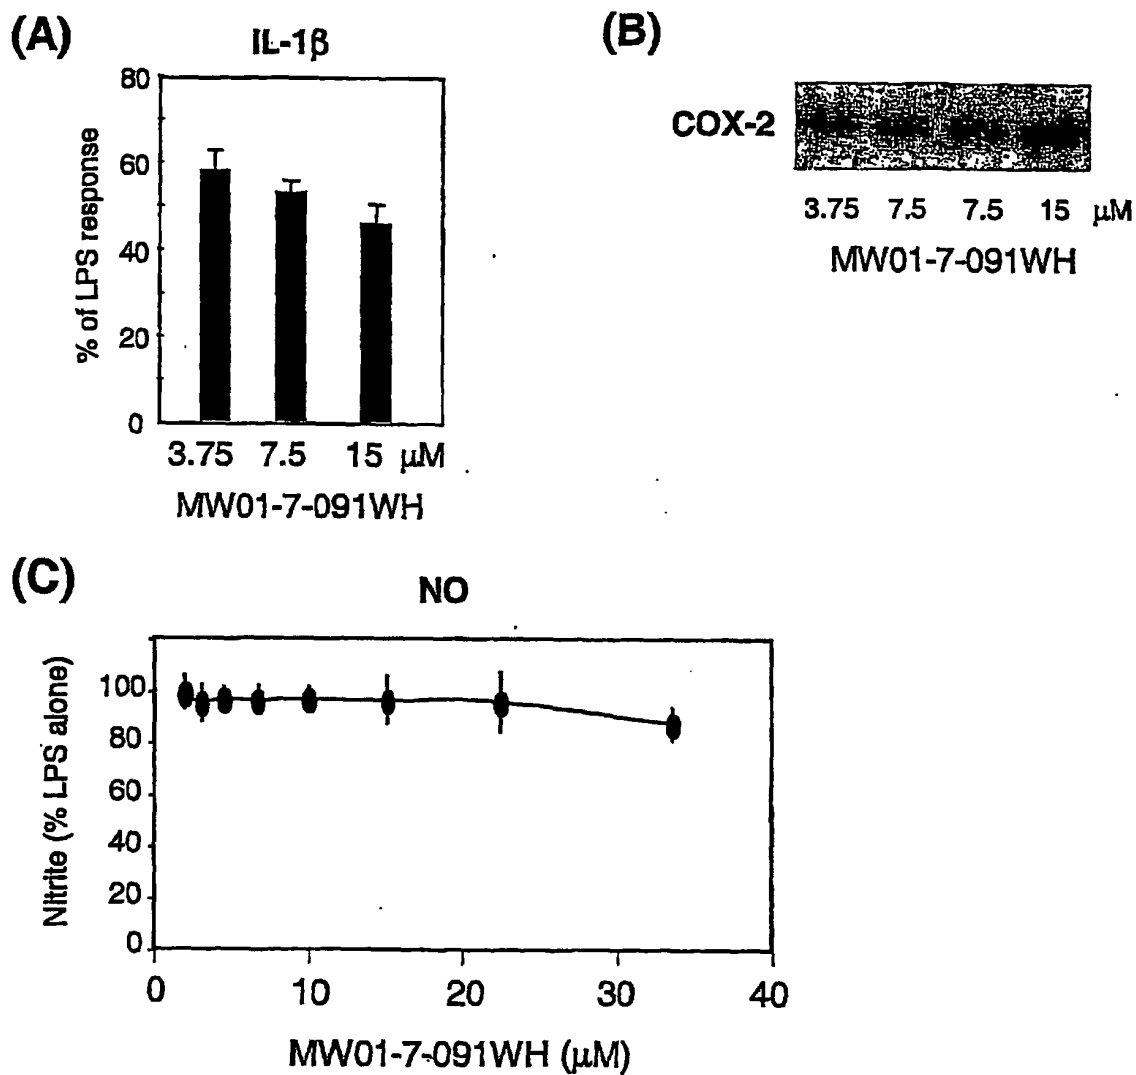 (A)
IL-1β
80
60
40
20
0
% of LPS response
3.75 7.5 15 μM
MW01-7-091WH
(B)
COX-2
3.75 7.5 7.5 15 μM
MW01-7-091WH
(C)
NO
100
80
60
40
20
0
Nitrite (% LPS alone)
0 10 20 30 40
MW01-7-091WH (μM)